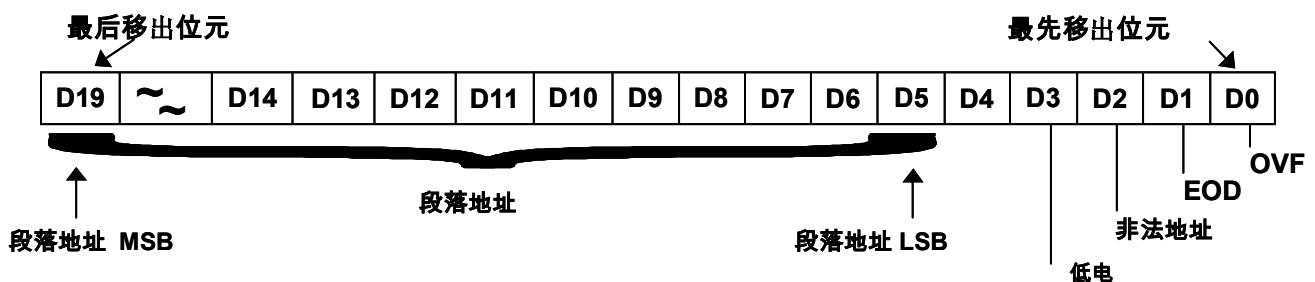 最后移出位元 最先移出位元
D19 ~~ D14 D13 D12 D11 D10 D9 D8 D7 D6 D5 D4 D3 D2 D1 D0
OVF
EOD
段落地址
非法地址
段落地址 MSB 段落地址 LSB
低电